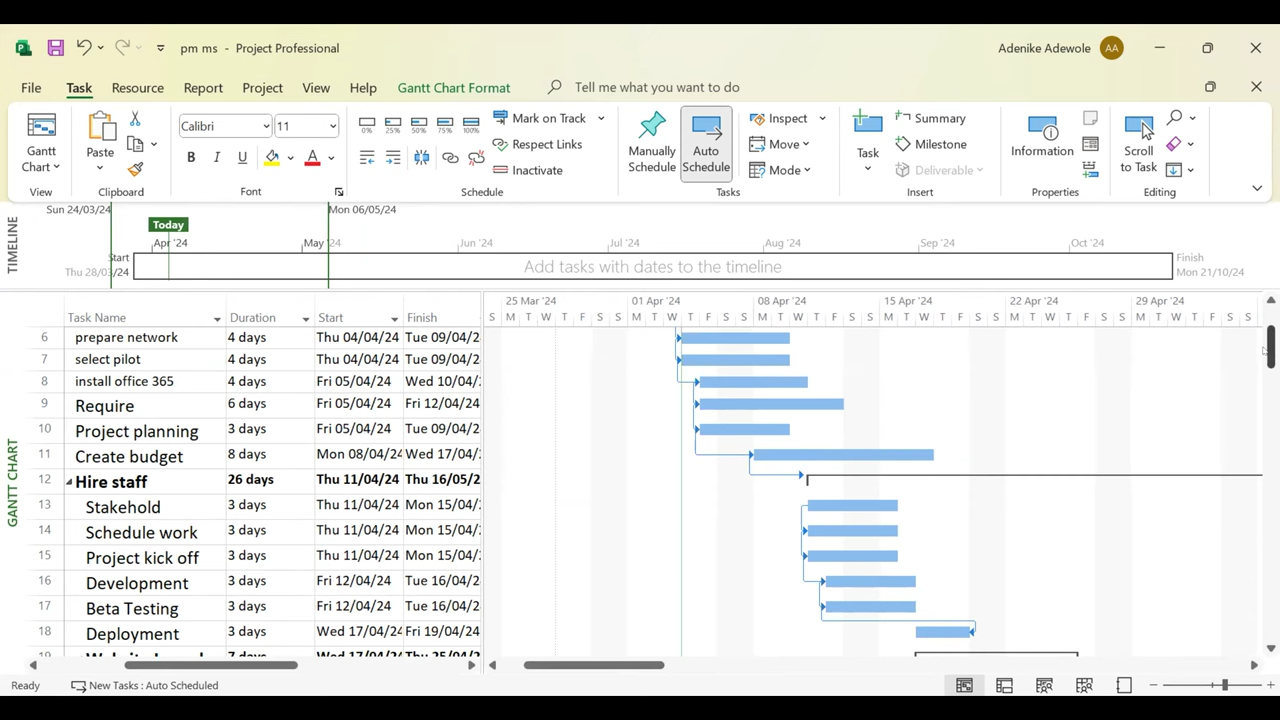 pm ms - Project Professional
Adenike Adewole AA
File Task Resource Report Project View Help Gantt Chart Format Tell me what you want to do
Gantt Chart
View
Paste
Clipboard
Calibri 11
B I U A
Font
0% 25% 50% 75% 100%
Mark on Track
Respect Links
Inactivate
Schedule
Manually Schedule
Auto Schedule
Inspect
Move
Mode
Tasks
Task
Summary
Milestone
Deliverable
Insert
Information
Properties
Scroll to Task
Editing
TIMELINE
Sun 24/03/ Mon 06/05/24
Today
Apr '24 May '24 Jun '24 Jul '24 Aug '24 Sep '24 Oct '24
Start
Thu 28/03/24
Add tasks with dates to the timeline
Finish
Mon 21/10/24
GANTT CHART
Task Name Duration Start Finish
25 Mar '24 01 Apr '24 08 Apr '24 15 Apr '24 22 Apr '24 29 Apr '24
S M T W T F S S M T W T F S S M T W T F S S M T W T F S S M T W T F S S M T W T F S S
6 prepare network 4 days Thu 04/04/24 Tue 09/04/2
7 select pilot 4 days Thu 04/04/24 Tue 09/04/2
8 install office 365 4 days Fri 05/04/24 Wed 10/04/
9 Require 6 days Fri 05/04/24 Fri 12/04/24
10 Project planning 3 days Fri 05/04/24 Tue 09/04/2
11 Create budget 8 days Mon 08/04/24 Wed 17/04/
12 Hire staff 26 days Thu 11/04/24 Thu 16/05/2
13 Stakehold 3 days Thu 11/04/24 Mon 15/04/
14 Schedule work 3 days Thu 11/04/24 Mon 15/04/
15 Project kick off 3 days Thu 11/04/24 Mon 15/04/
16 Development 3 days Fri 12/04/24 Tue 16/04/2
17 Beta Testing 3 days Fri 12/04/24 Tue 16/04/2
18 Deployment 3 days Wed 17/04/24 Fri 19/04/24
19 7 days Wed 17/04/24 Thu 25/04/
Ready New Tasks : Auto Scheduled